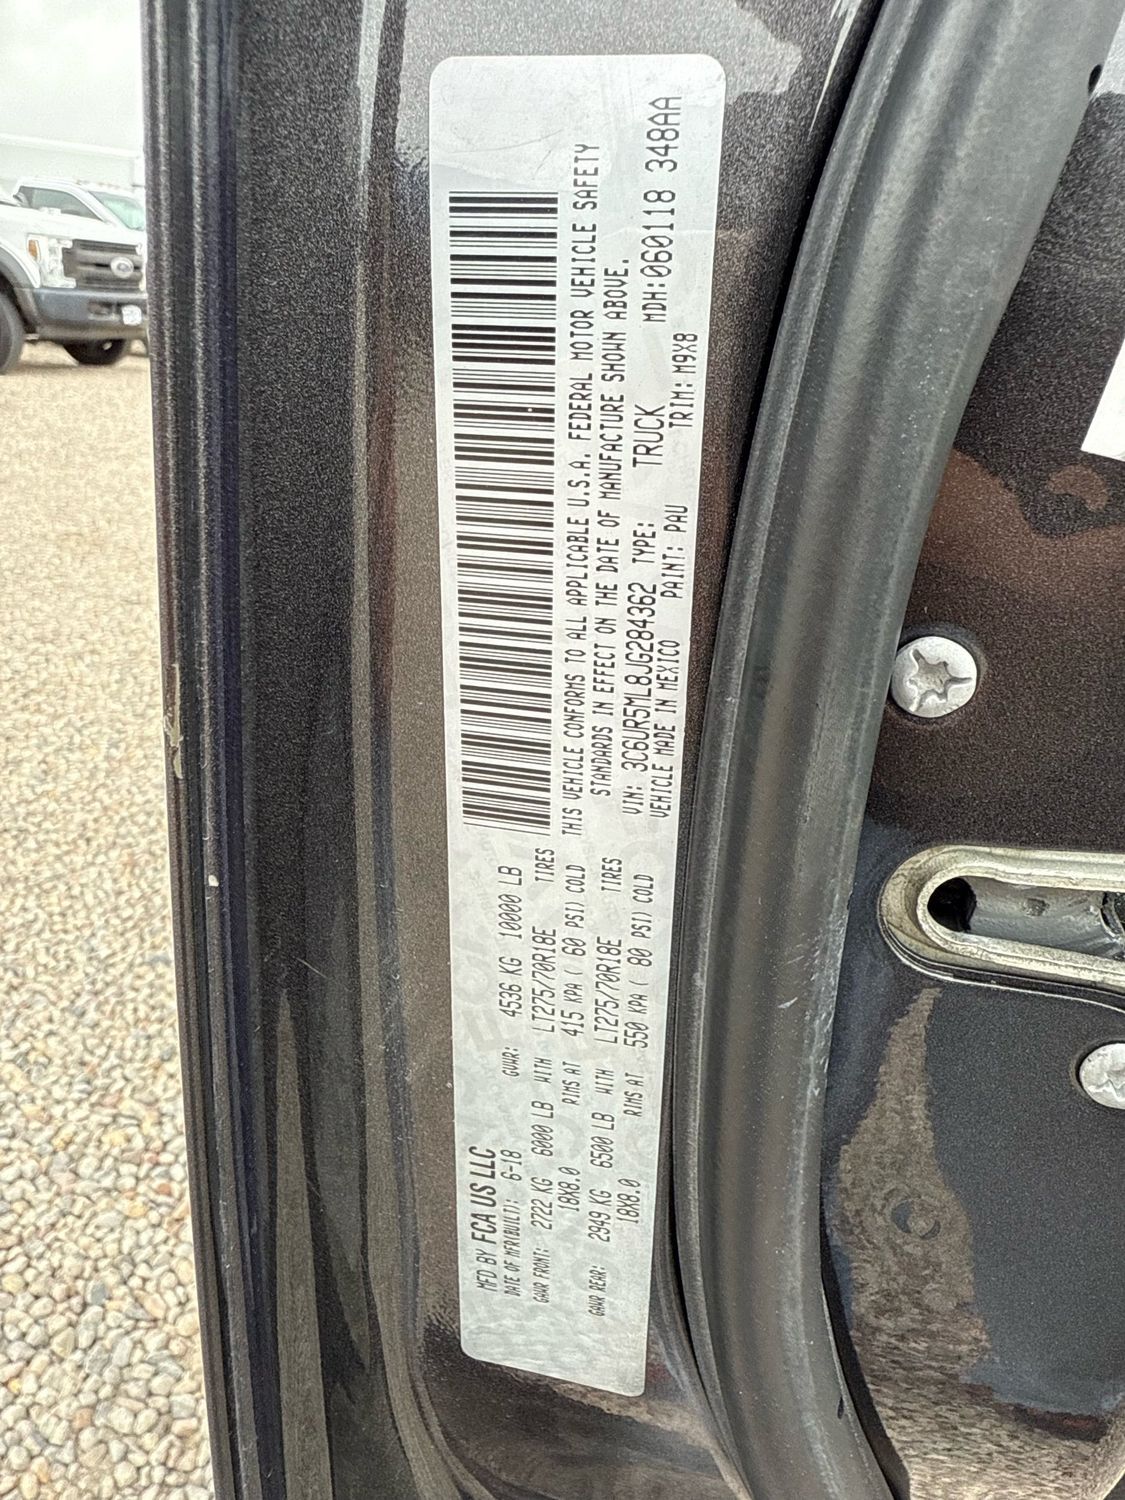 MFD BY FCA US LLC
DATE OF MFR(BUILT): 6-18 GVWR: 4536 KG 10000 LB
GAWR FRONT: 2722 KG 6000 LB WITH LT275/70R18E TIRES
18X8.0 RIMS AT 415 KPA ( 60 PSI) COLD
GAWR REAR: 2949 KG 6500 LB WITH LT275/70R18E TIRES
18X8.0 RIMS AT 550 KPA ( 80 PSI) COLD
THIS VEHICLE CONFORMS TO ALL APPLICABLE U.S.A. FEDERAL MOTOR VEHICLE SAFETY
STANDARDS IN EFFECT ON THE DATE OF MANUFACTURE SHOWN ABOVE.
VIN: 3C6UR5ML8JG284362 TYPE: TRUCK MDH:060118 348AA
VEHICLE MADE IN MEXICO PAINT: PAU TRIM: M9X8
Ford